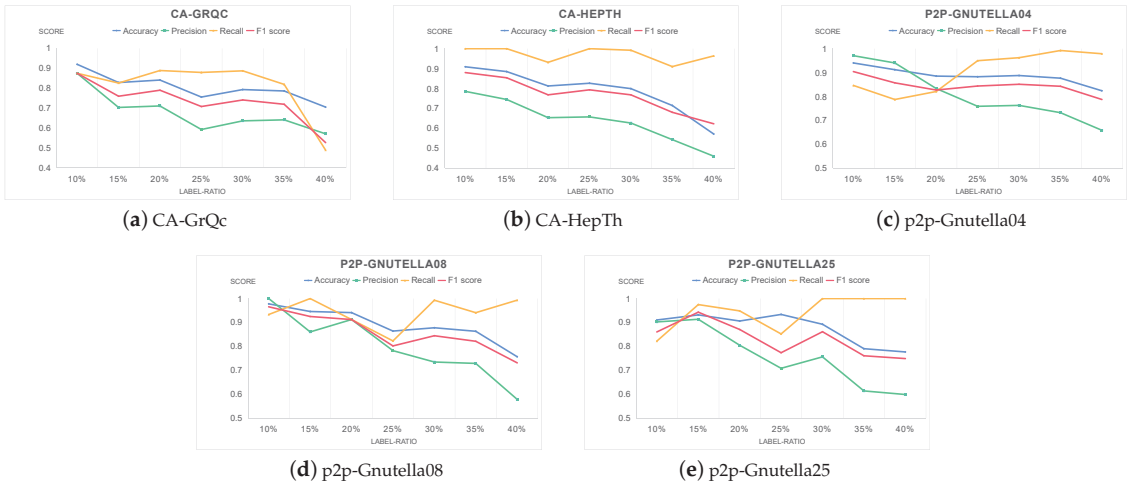 CA-GRQC
SCORE
Accuracy Precision Recall F1 score
1
0.9
0.8
0.7
0.6
0.5
0.4
10% 15% 20% 25% 30% 35% 40%
LABEL-RATIO
(a) CA-GrQc
CA-HEPTH
SCORE
Accuracy Precision Recall F1 score
1
0.9
0.8
0.7
0.6
0.5
0.4
10% 15% 20% 25% 30% 35% 40%
LABEL-RATIO
(b) CA-HepTh
P2P-GNUTELLA04
SCORE
Accuracy Precision Recall F1 score
1
0.9
0.8
0.7
0.6
0.5
10% 15% 20% 25% 30% 35% 40%
LABEL-RATIO
(c) p2p-Gnutella04
P2P-GNUTELLA08
SCORE
Accuracy Precision Recall F1 score
1
0.9
0.8
0.7
0.6
0.5
10% 15% 20% 25% 30% 35% 40%
LABEL-RATIO
(d) p2p-Gnutella08
P2P-GNUTELLA25
SCORE
Accuracy Precision Recall F1 score
1
0.9
0.8
0.7
0.6
0.5
10% 15% 20% 25% 30% 35% 40%
LABEL-RATIO
(e) p2p-Gnutella25